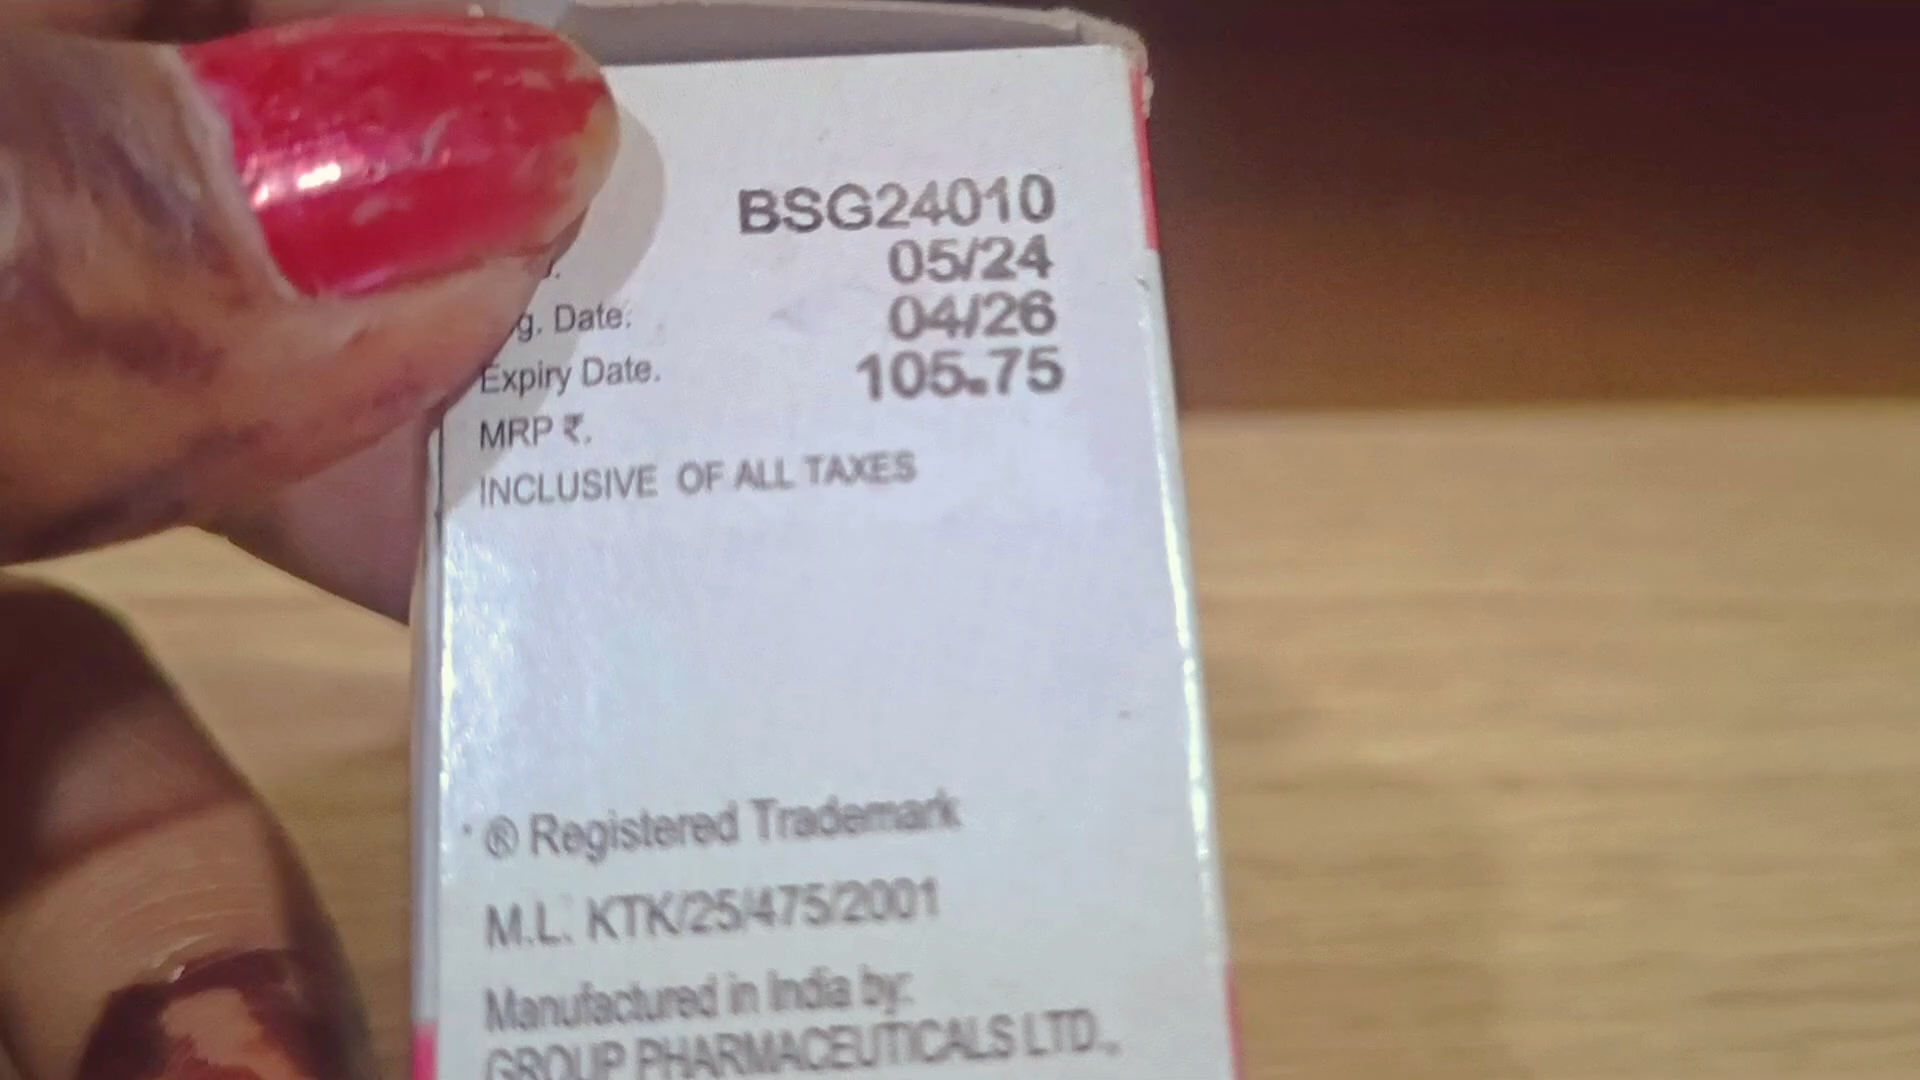 BSG24010
05/24
g. Date:
04/26
Expiry Date.
105.75
MRP ₹.
INCLUSIVE OF ALL TAXES
® Registered Trademark
M.L. KTK/25/475/2001
Manufactured in India by:
GROUP PHARMACEUTICALS LTD.,